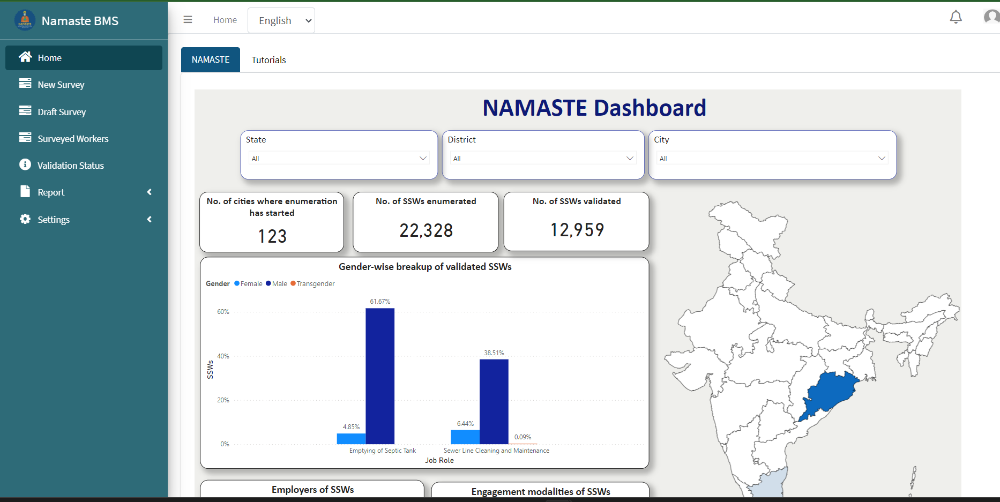 Namaste BMS
Home
English
Home
New Survey
Draft Survey
Surveyed Workers
Validation Status
Report
Settings
NAMASTE
Tutorials
NAMASTE Dashboard
State
All
District
All
City
All
No. of cities where enumeration
has started
123
No. of SSWs enumerated
22,328
No. of SSWs validated
12,959
Gender-wise breakup of validated SSWs
Gender Female Male Transgender
SSWs
60%
40%
20%
0%
4.85%
61.67%
6.44%
38.51%
0.09%
Emptying of Septic Tank
Sewer Line Cleaning and Maintenance
Job Role
Employers of SSWs
Engagement modalities of SSWs